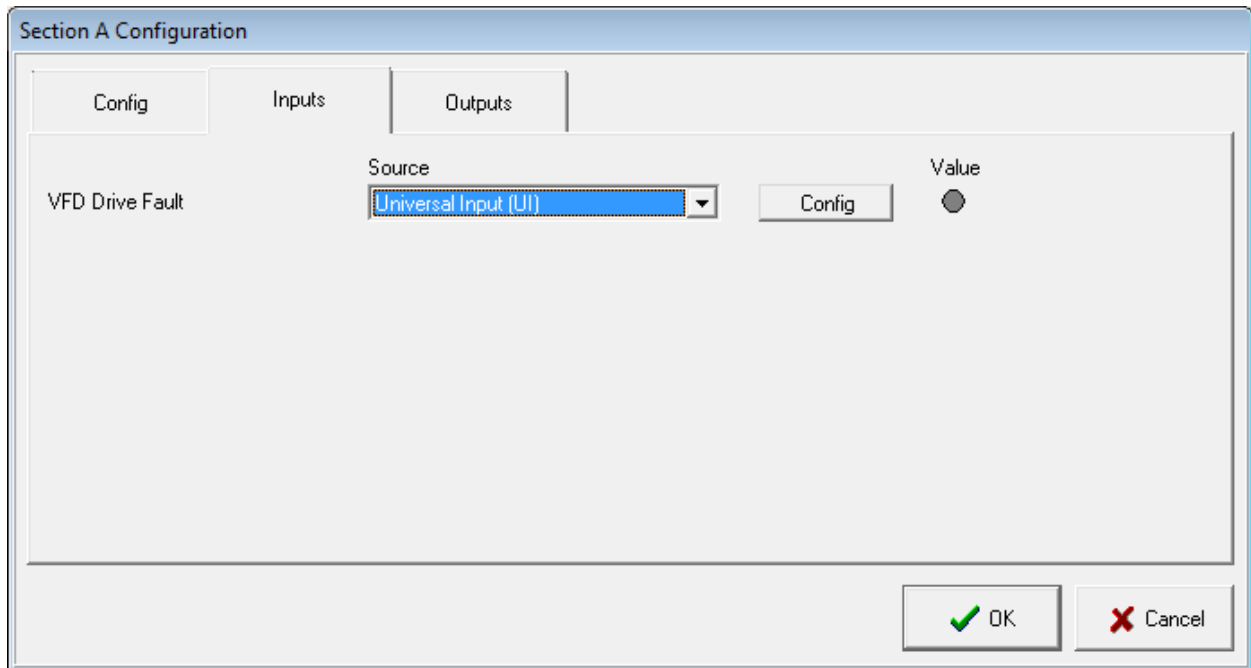 Section A Configuration
Config Inputs Outputs
Source Value
VFD Drive Fault Universal Input (UI) Config
OK Cancel